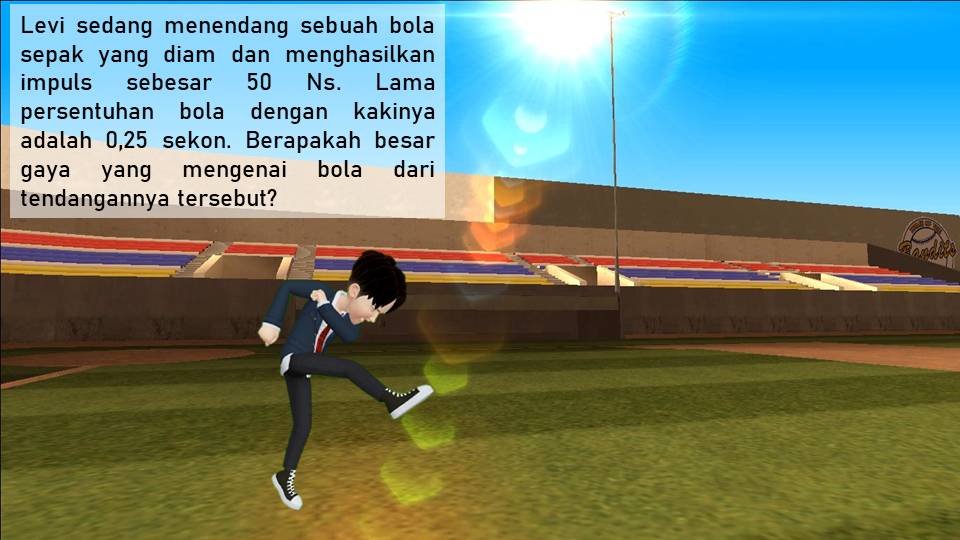 Levi sedang menendang sebuah bola
sepak yang diam dan menghasilkan
impuls sebesar 50 Ns. Lama
persentuhan bola dengan kakinya
adalah 0,25 sekon. Berapakah besar
gaya yang mengenai bola dari
tendangannya tersebut?
Bandits